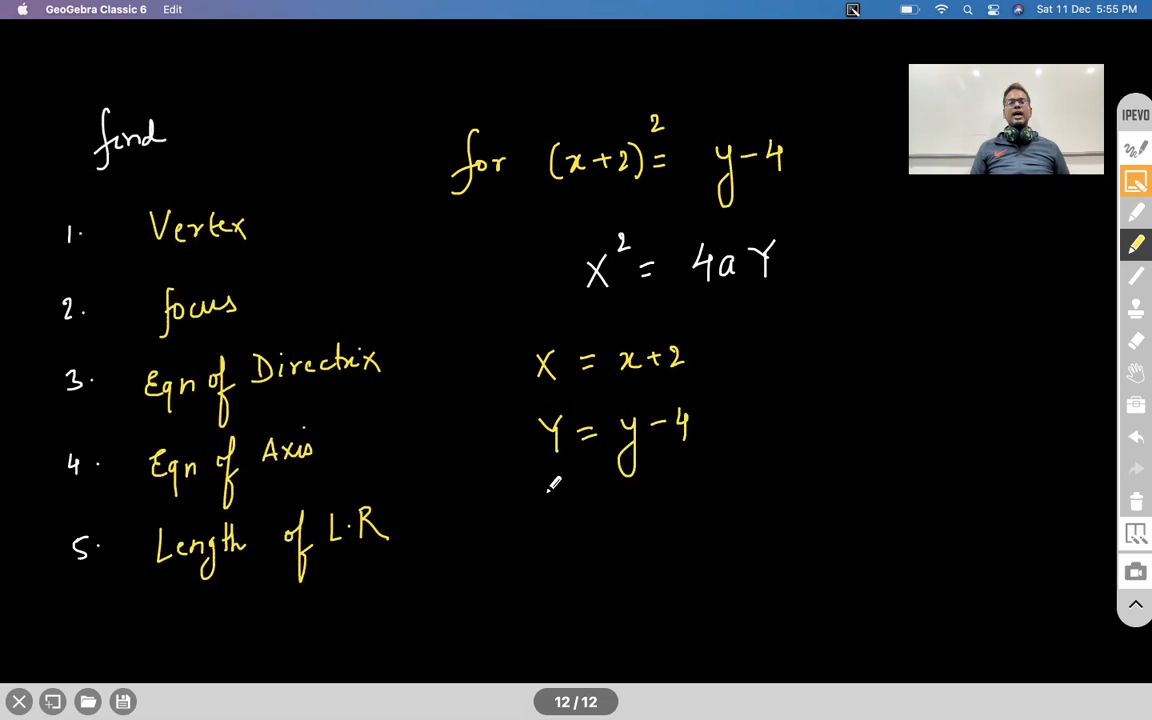 GeoGebra Classic 6 Edit Sat 11 Dec 5:55 PM
IPEVO
find
for (x+2)² = y-4
1. Vertex
X² = 4aY
2. focus
3. Eqn of Directrix
X = x+2
4. Eqn of Axis
Y = y-4
5. Length of L.R
12 / 12